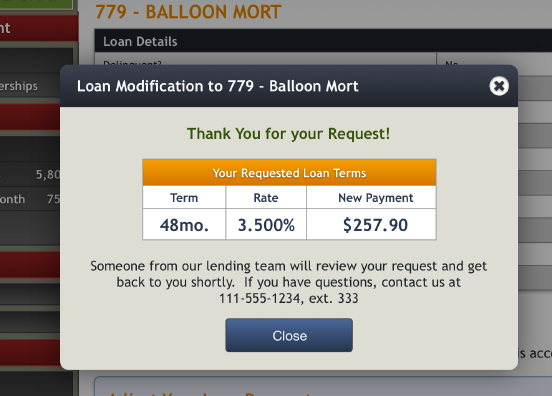 779 - BALLOON MORT
nt
Loan Details
Delinquent?
No
Loan Modification to 779 - Balloon Mort
erships
Thank You for your Request!
Your Requested Loan Terms
Term Rate New Payment
48mo. 3.500% $257.90
5,80
onth 75
Someone from our lending team will review your request and get
back to you shortly. If you have questions, contact us at
111-555-1234, ext. 333
Close
is acc